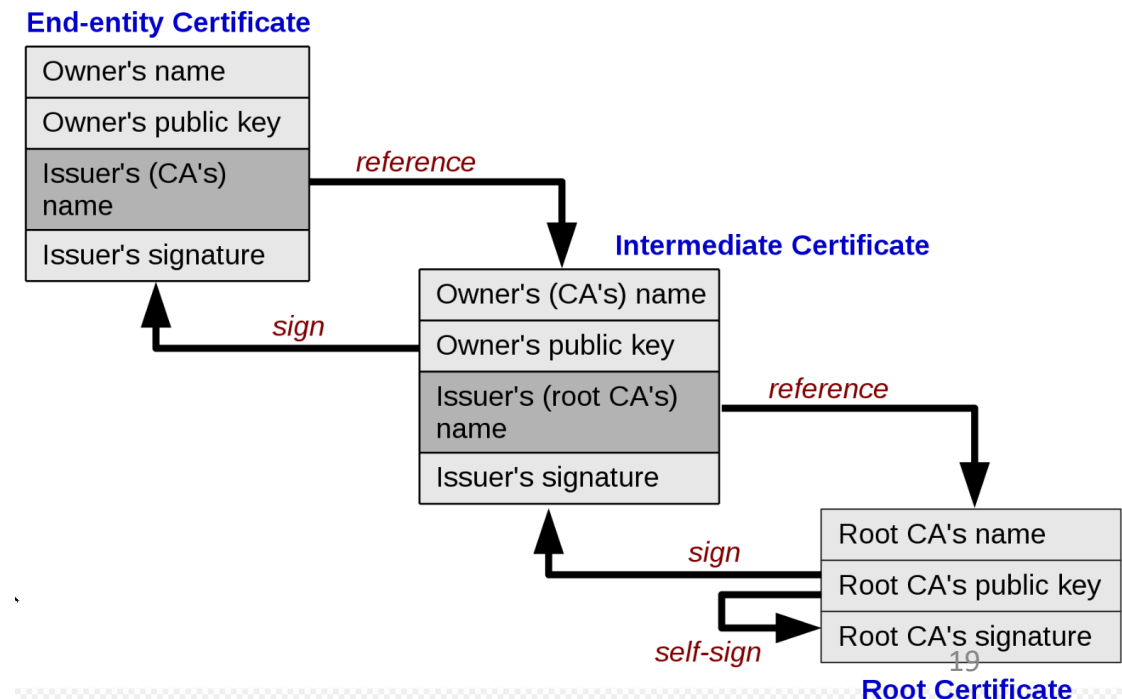 End-entity Certificate
Owner's name
Owner's public key
Issuer's (CA's)
name
Issuer's signature
reference
sign
Intermediate Certificate
Owner's (CA's) name
Owner's public key
Issuer's (root CA's)
name
Issuer's signature
reference
sign
self-sign
Root CA's name
Root CA's public key
Root CA's signature
19
Root Certificate